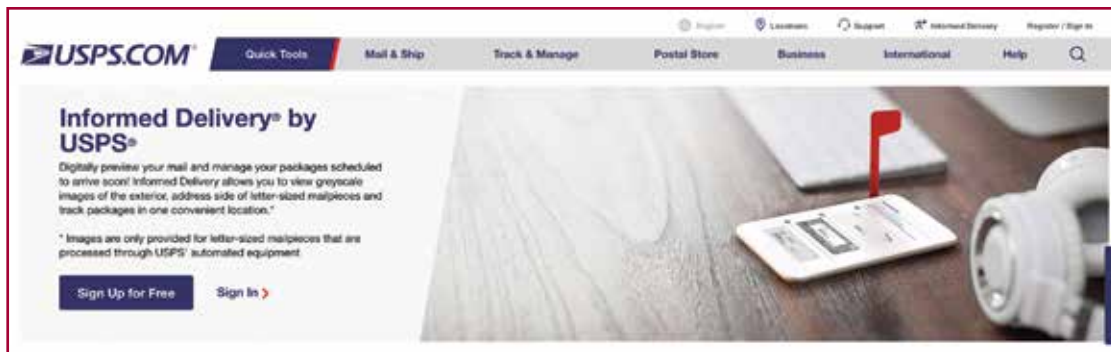 English Locations Support Informed Delivery Register / Sign In
USPS.COM®
Quick Tools Mail & Ship Track & Manage Postal Store Business International Help
Informed Delivery® by
USPS®
Digitally preview your mail and manage your packages scheduled
to arrive soon! Informed Delivery allows you to view greyscale
images of the exterior, address side of letter-sized mailpieces and
track packages in one convenient location.*
* Images are only provided for letter-sized mailpieces that are
processed through USPS' automated equipment
Sign Up for Free Sign In